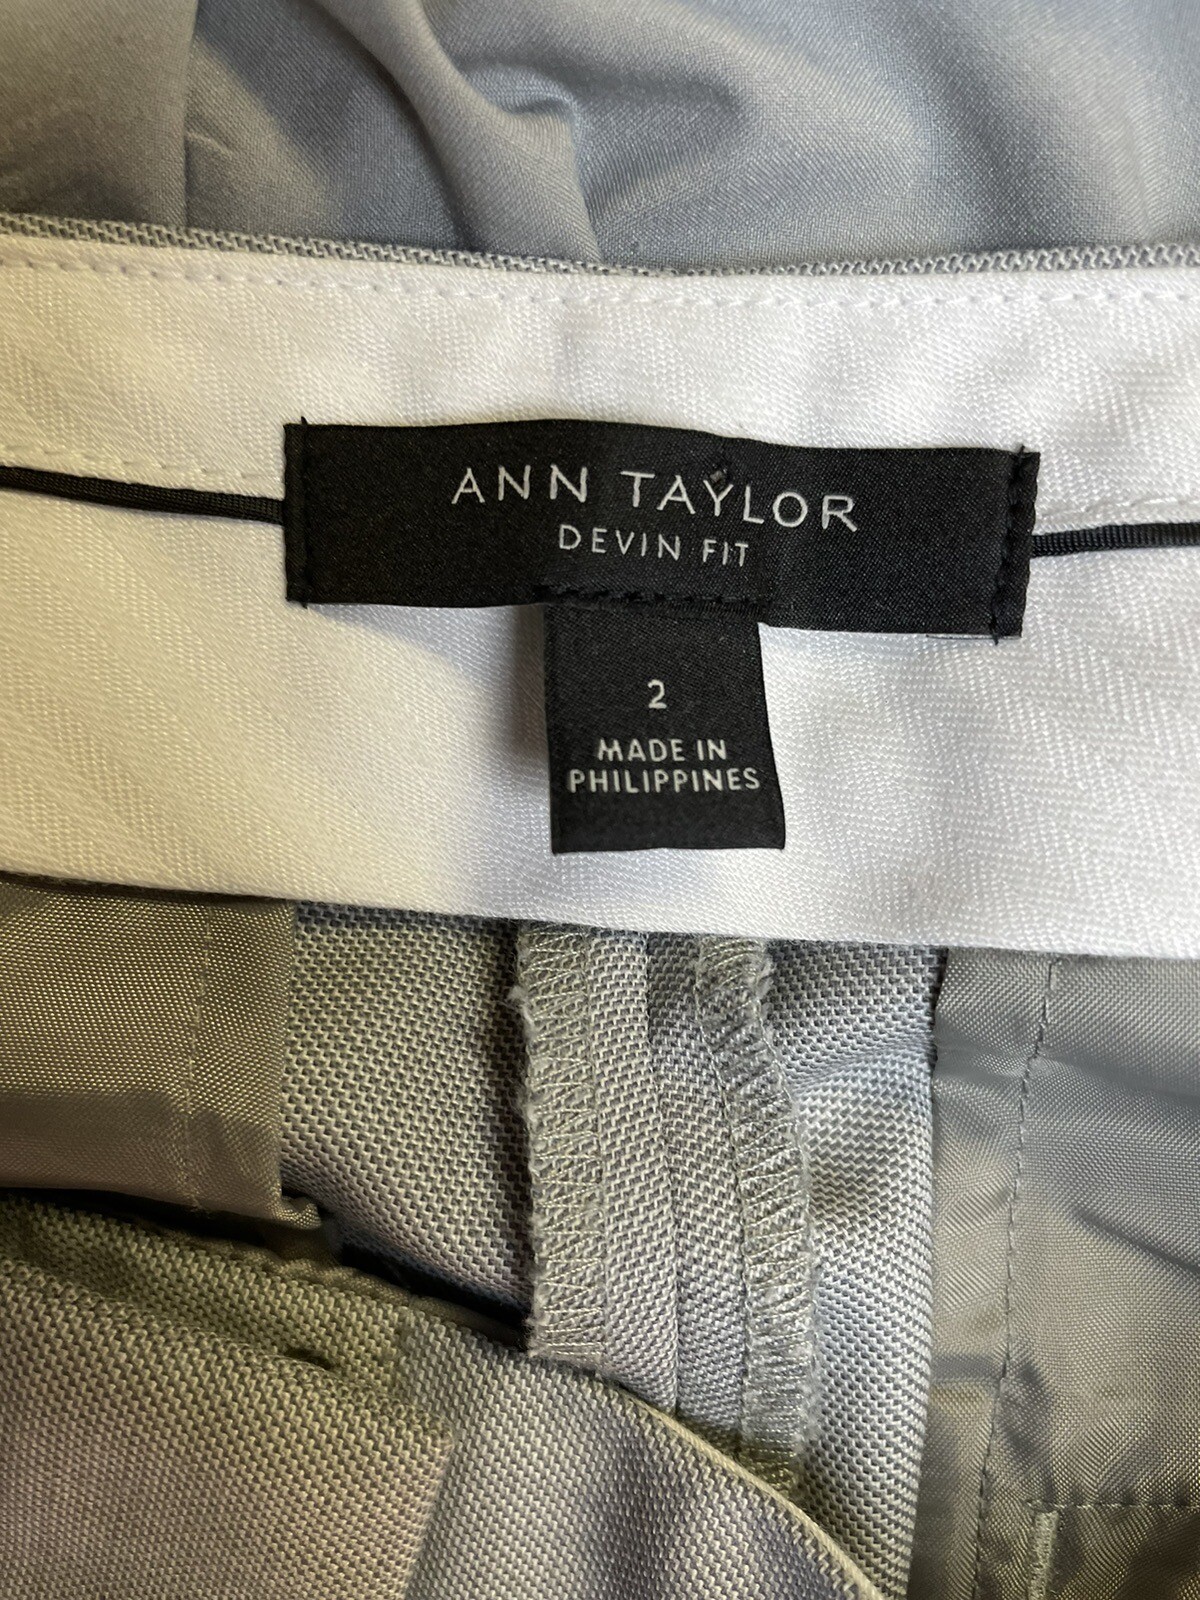 ANN TAYLOR
DEVIN FIT
2
MADE IN
PHILIPPINES